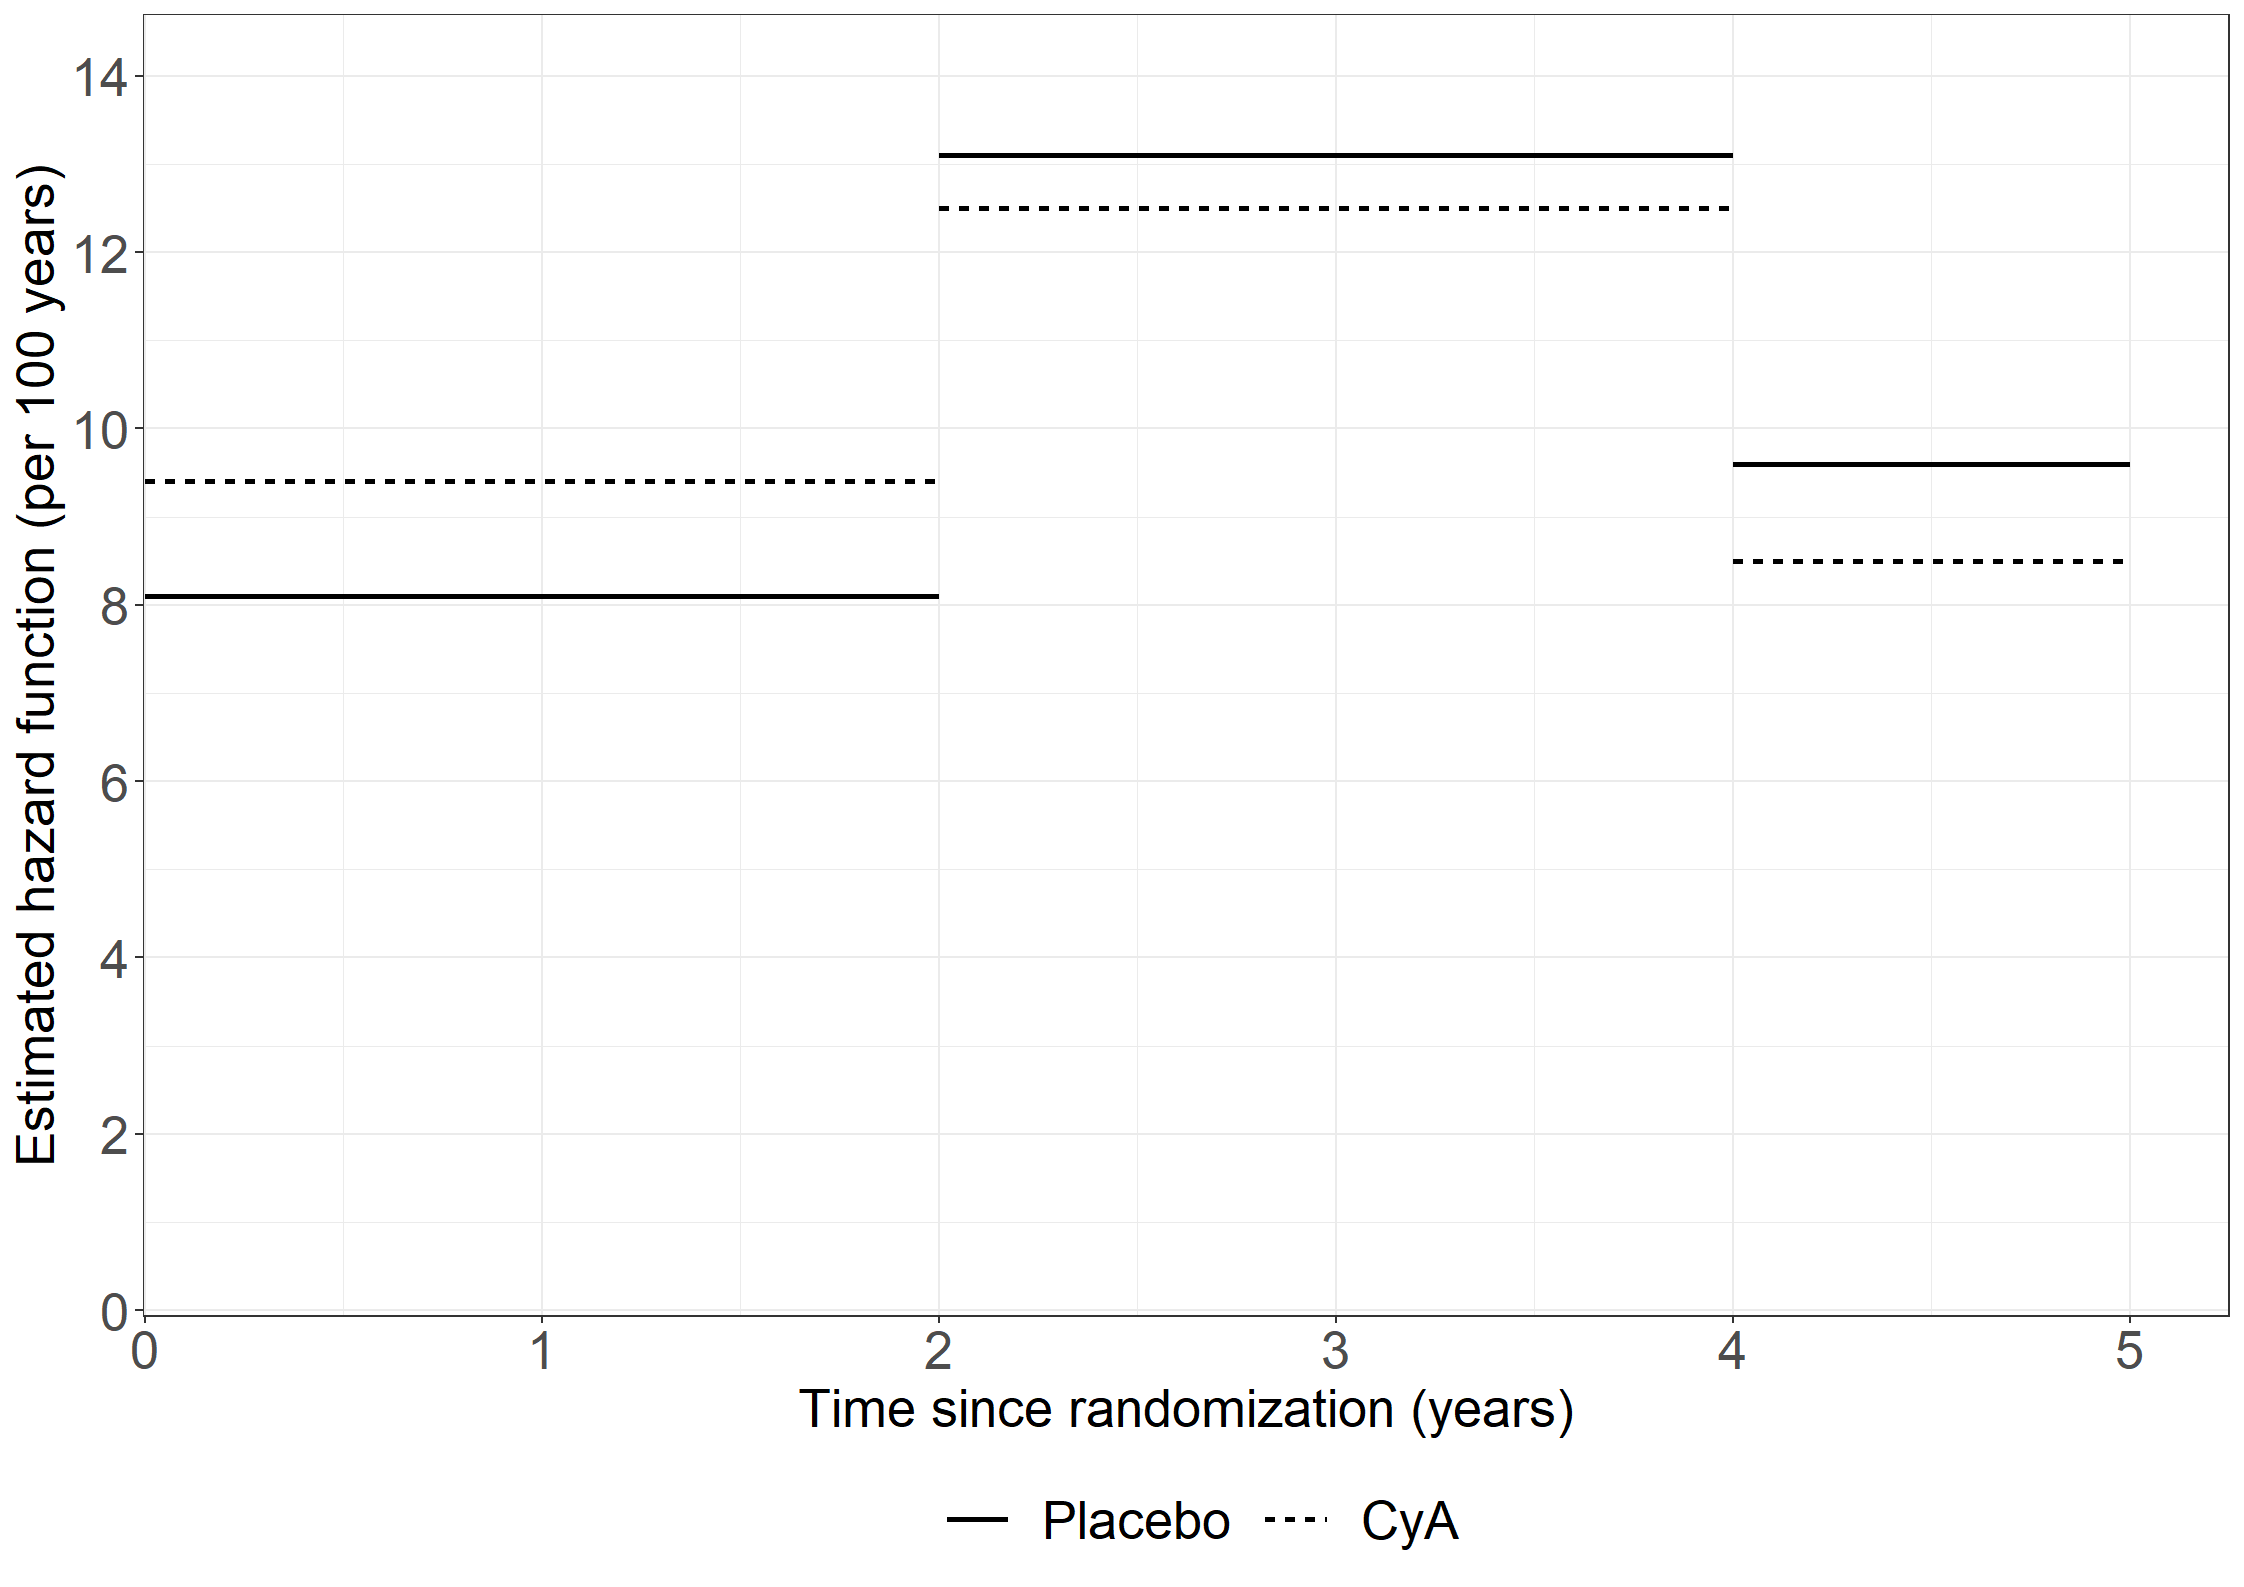 Estimated hazard function (per 100 years)
14
12
10
8
6
4
2
0
0 1 2 3 4 5
Time since randomization (years)
Placebo CyA